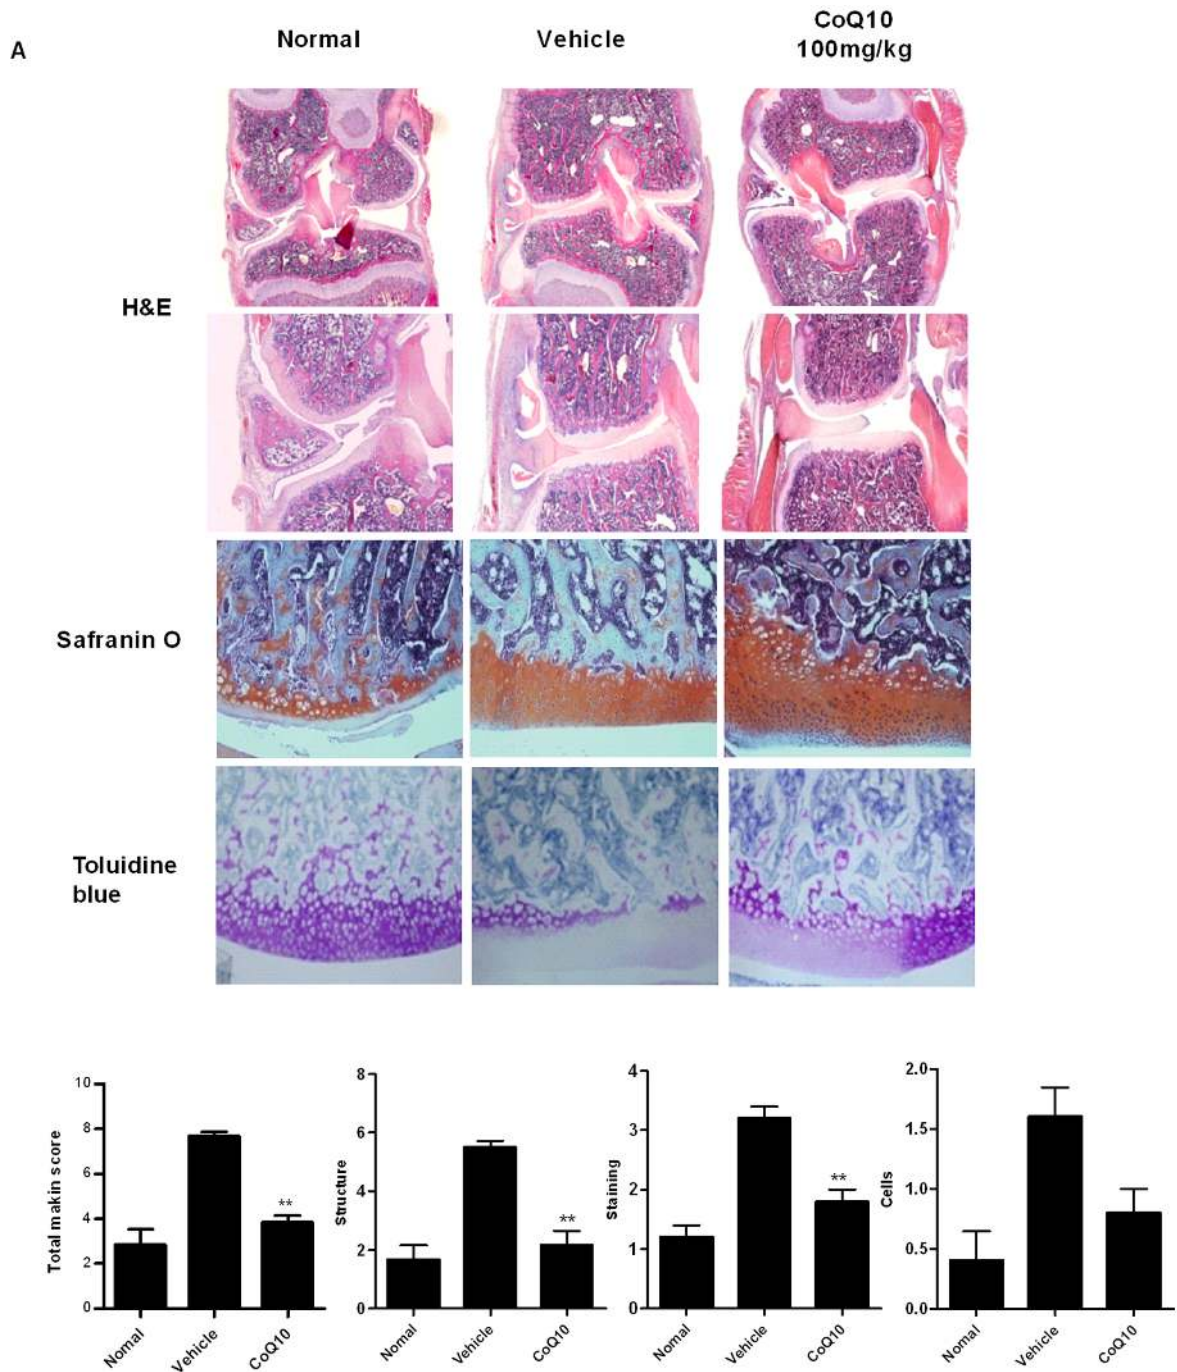 A
Normal
Vehicle
CoQ10
100mg/kg
H&E
Safranin O
Toluidine
blue
Total makin score
10
8
6
4
2
0
**
Nomal
Vehicle
CoQ10
Structure
8
6
4
2
0
**
Nomal
Vehicle
CoQ10
Staining
4
3
2
1
0
**
Nomal
Vehicle
CoQ10
Cells
2.0
1.5
1.0
0.5
0.0
Nomal
Vehicle
CoQ10